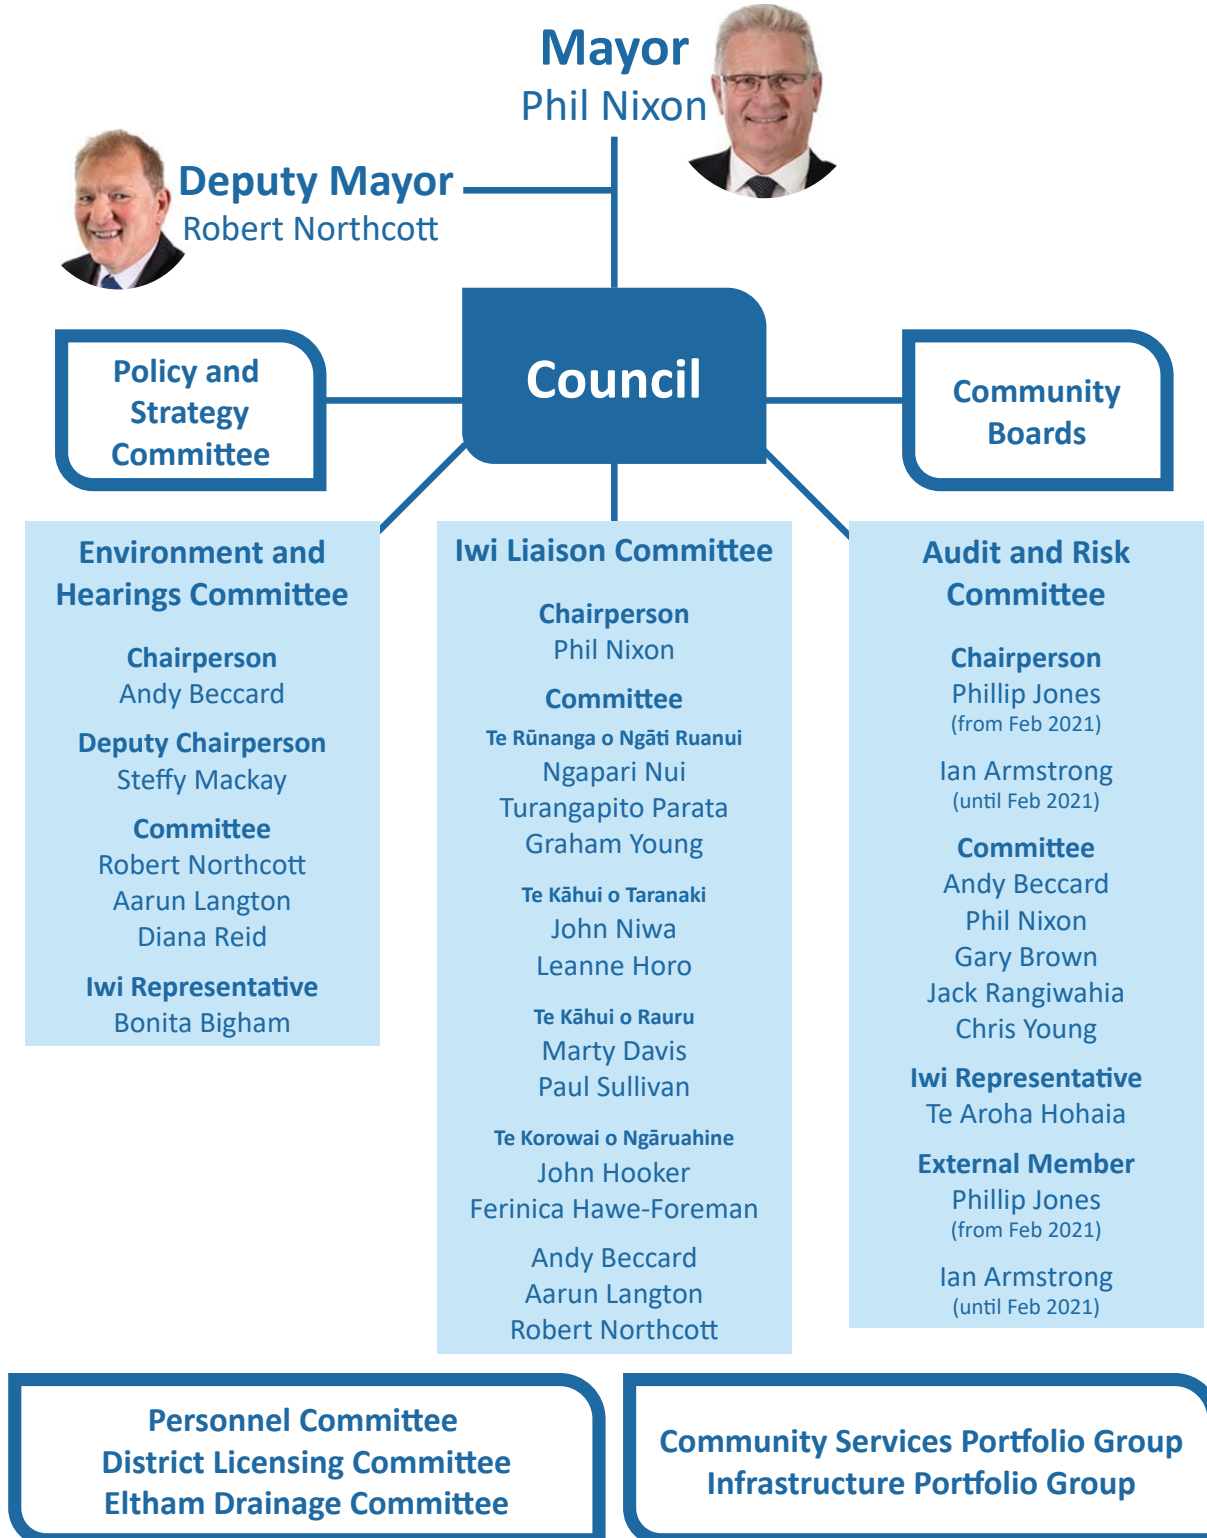 Mayor
Phil Nixon
Deputy Mayor
Robert Northcott
Council
Policy and
Strategy
Committee
Community
Boards
Environment and
Hearings Committee
Chairperson
Andy Beccard
Deputy Chairperson
Steffy Mackay
Committee
Robert Northcott
Aarun Langton
Diana Reid
Iwi Representative
Bonita Bigham
Iwi Liaison Committee
Chairperson
Phil Nixon
Committee
Te Rūnanga o Ngāti Ruanui
Ngapari Nui
Turangapito Parata
Graham Young
Te Kāhui o Taranaki
John Niwa
Leanne Horo
Te Kāhui o Rauru
Marty Davis
Paul Sullivan
Te Korowai o Ngāruahine
John Hooker
Ferinica Hawe-Foreman
Andy Beccard
Aarun Langton
Robert Northcott
Audit and Risk
Committee
Chairperson
Phillip Jones
(from Feb 2021)
Ian Armstrong
(until Feb 2021)
Committee
Andy Beccard
Phil Nixon
Gary Brown
Jack Rangiwahia
Chris Young
Iwi Representative
Te Aroha Hohaia
External Member
Phillip Jones
(from Feb 2021)
Ian Armstrong
(until Feb 2021)
Personnel Committee
District Licensing Committee
Eltham Drainage Committee
Community Services Portfolio Group
Infrastructure Portfolio Group